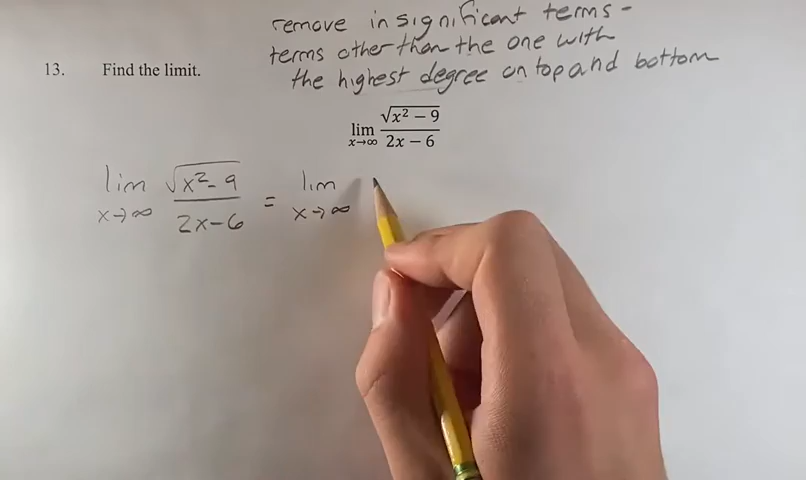 remove insignificant terms -
terms other than the one with
the highest degree on top and bottom
13. Find the limit.
lim x→∞ √(x² − 9) / (2x − 6)
lim x→∞ √(x² - 9) / (2x - 6) = lim x→∞